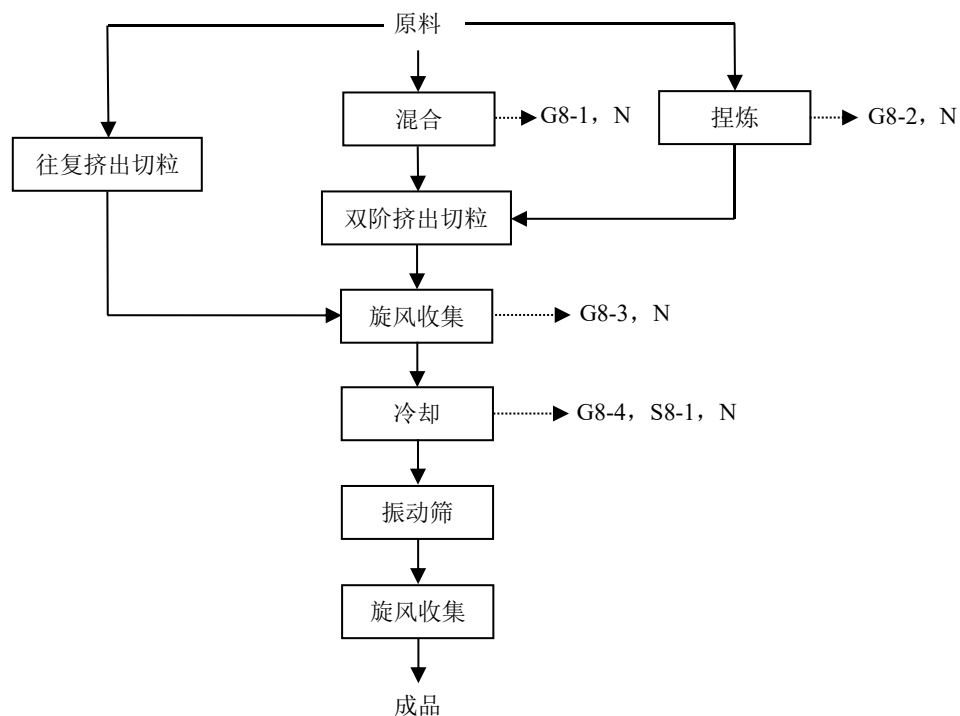 原料
混合
G8-1，N
捏炼
G8-2，N
往复挤出切粒
双阶挤出切粒
旋风收集
G8-3，N
冷却
G8-4，S8-1，N
振动筛
旋风收集
成品